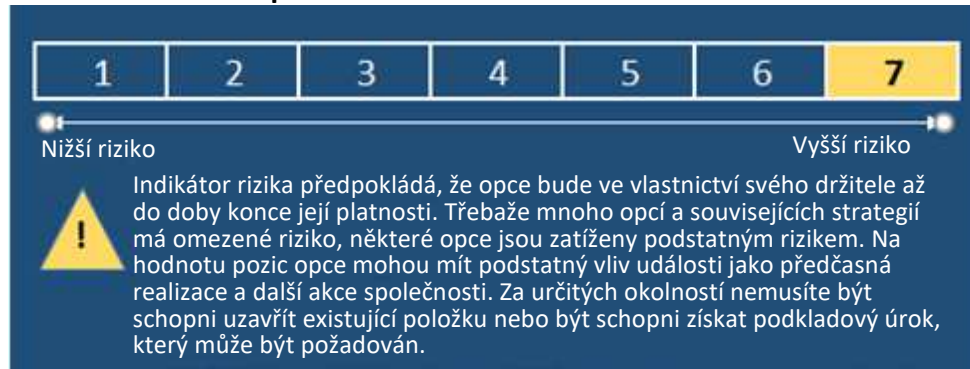 1 2 3 4 5 6 7
Nižší riziko Vyšší riziko
Indikátor rizika předpokládá, že opce bude ve vlastnictví svého držitele až
do doby konce její platnosti. Třebaže mnoho opcí a souvisejících strategií
! má omezené riziko, některé opce jsou zatíženy podstatným rizikem. Na
hodnotu pozic opce mohou mít podstatný vliv události jako předčasná
realizace a další akce společnosti. Za určitých okolností nemusíte být
schopni uzavřít existující položku nebo být schopni získat podkladový úrok,
který může být požadován.